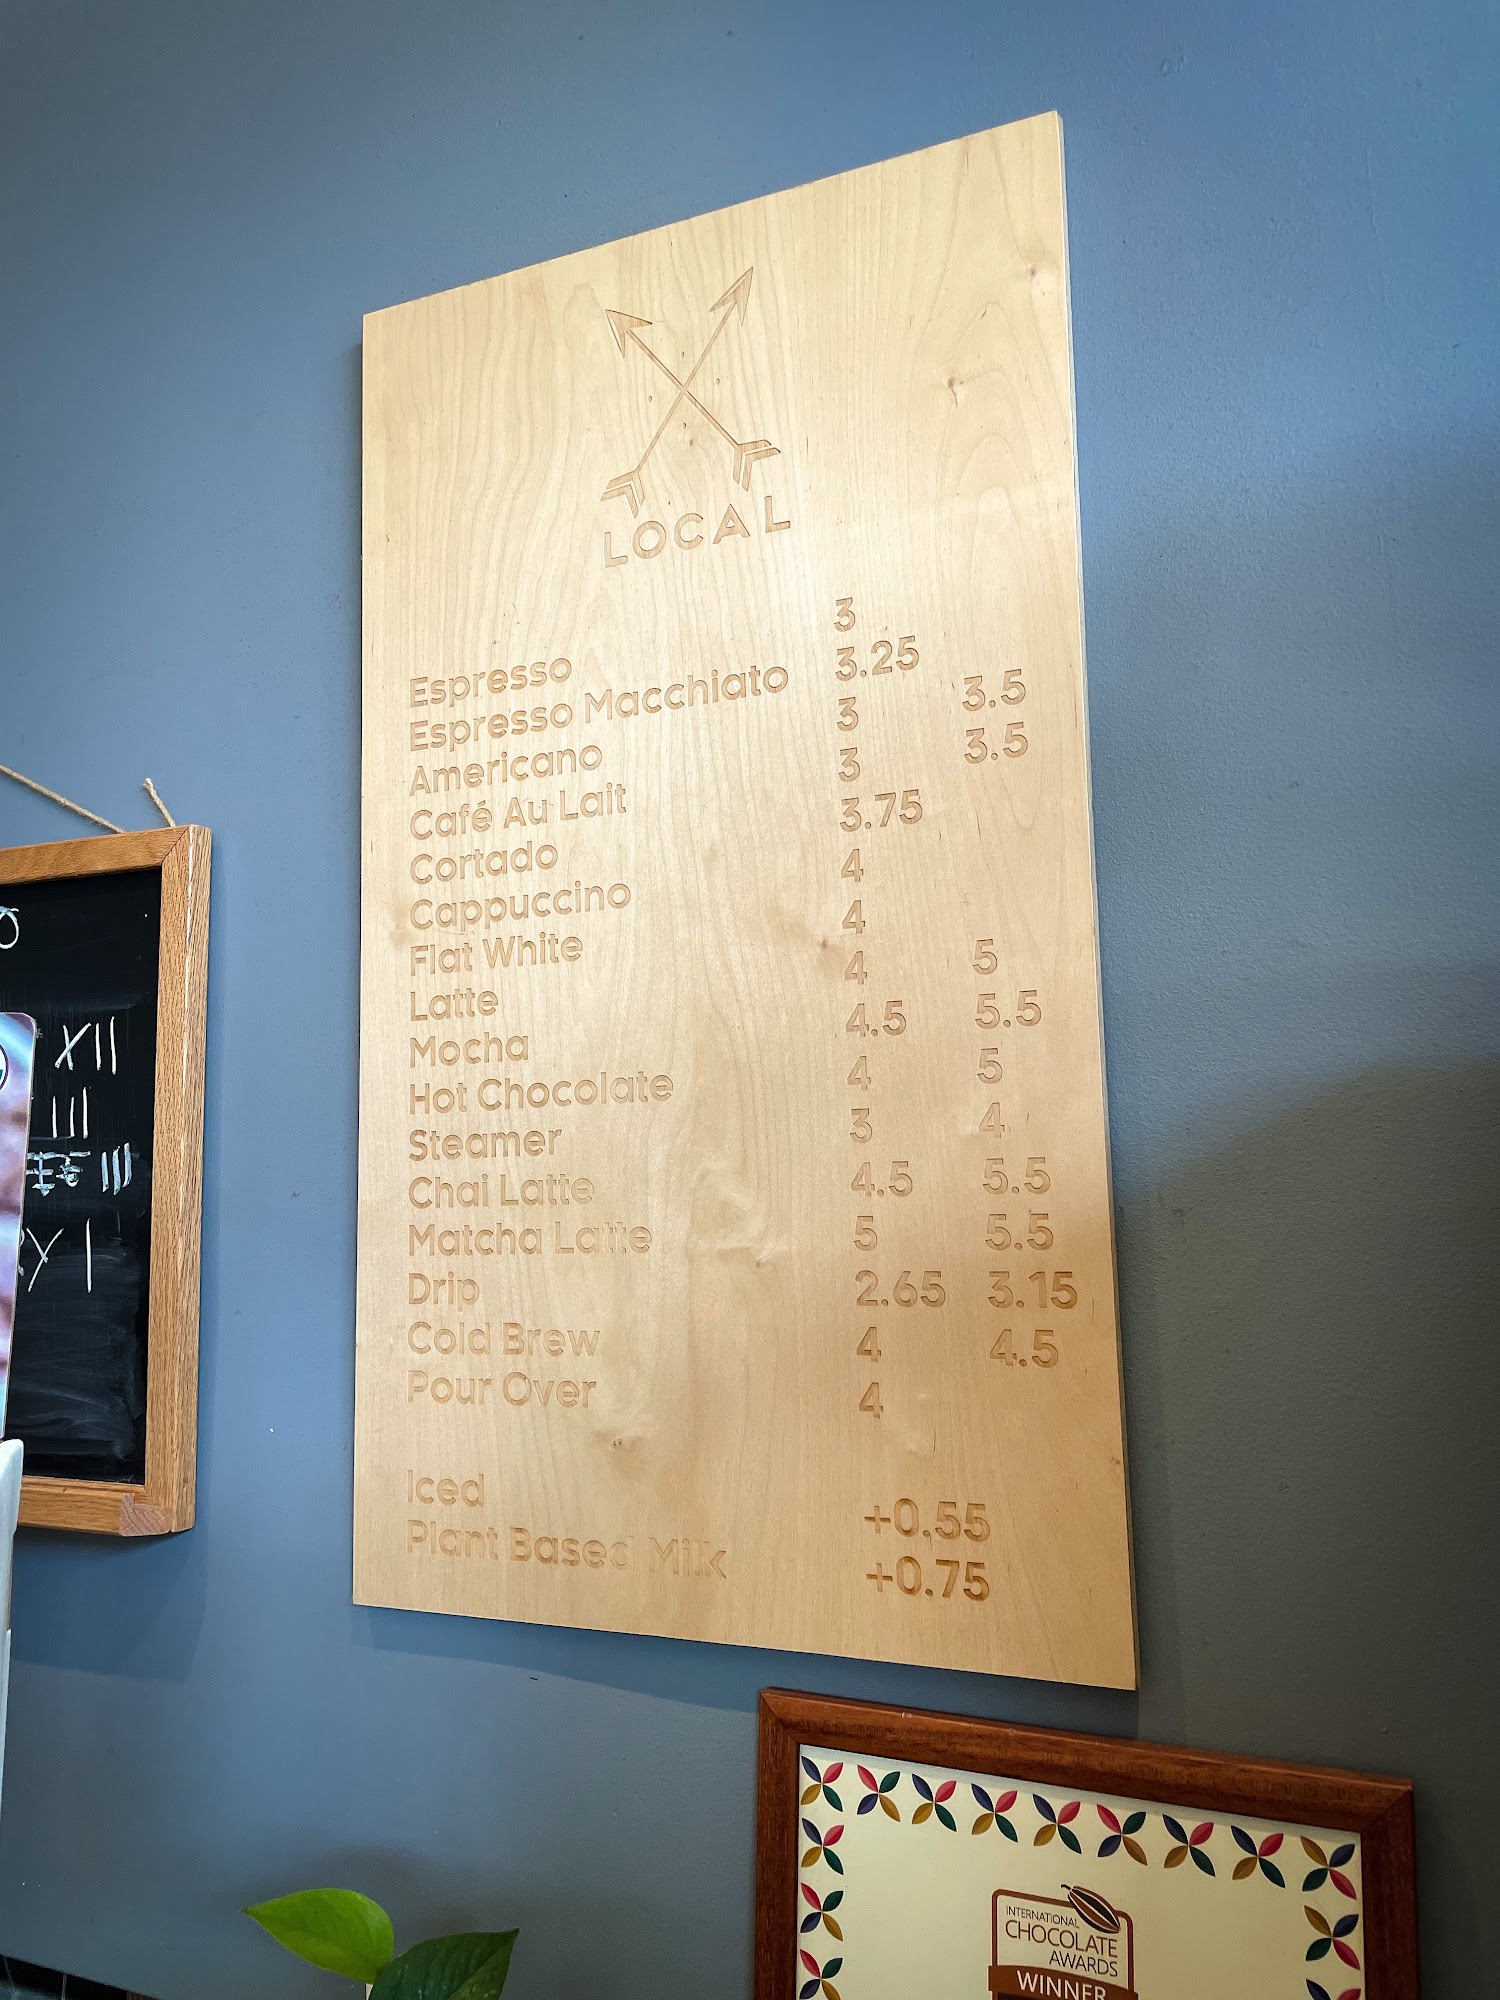 LOCAL
Espresso 3
Espresso Macchiato 3.25
Americano 3 3.5
Café Au Lait 3 3.5
Cortado 3.75
Cappuccino 4
Flat White 4
Latte 4 5
Mocha 4.5 5.5
Hot Chocolate 4 5
Steamer 3 4
Chai Latte 4.5 5.5
Matcha Latte 5 5.5
Drip 2.65 3.15
Cold Brew 4 4.5
Pour Over 4
Iced +0.55
Plant Based Milk +0.75
XII
III
III
Y I
INTERNATIONAL
CHOCOLATE
AWARDS
WINNER